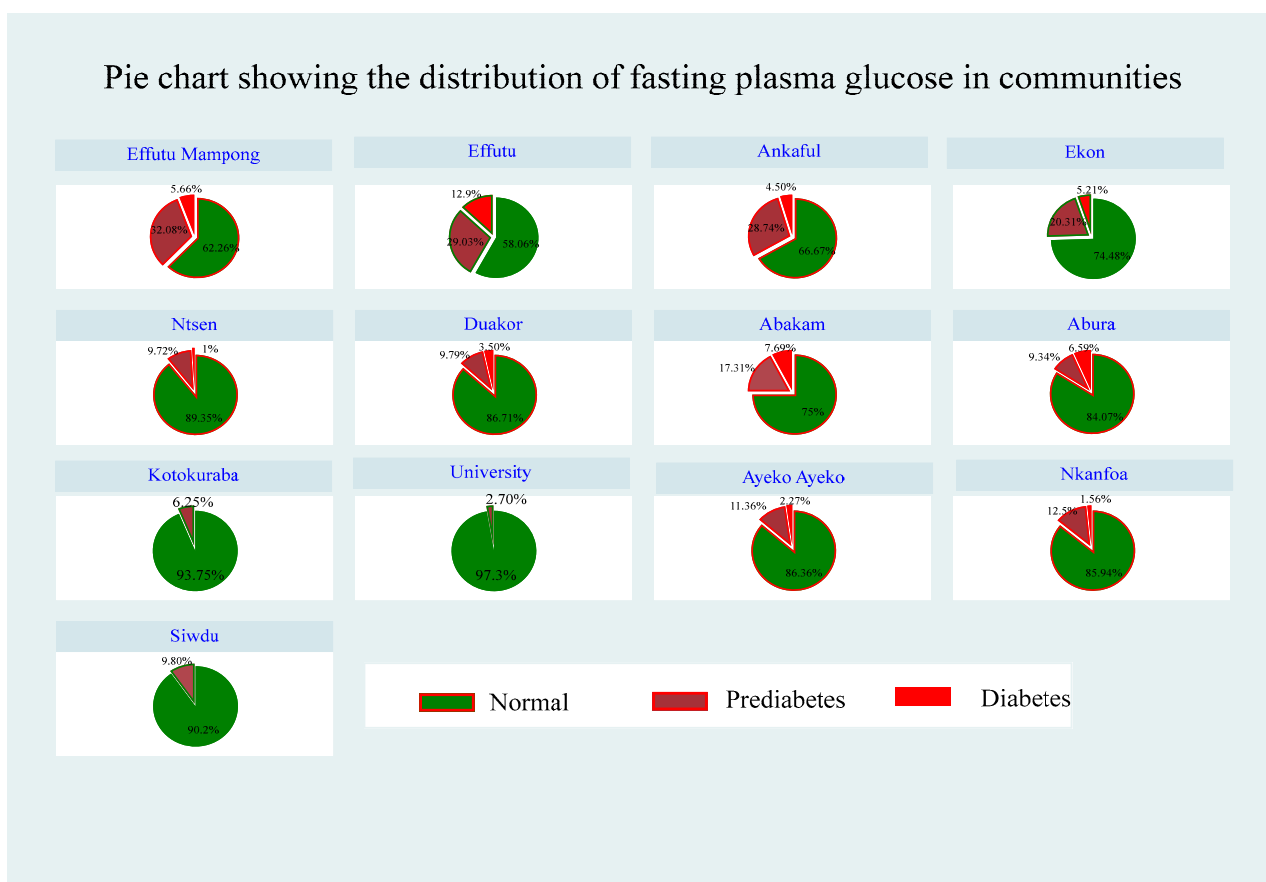 Pie chart showing the distribution of fasting plasma glucose in communities
Effutu Mampong
5.66%
32.08%
62.26%
Effutu
12.9%
29.03%
58.06%
Ankaful
4.50%
28.74%
66.67%
Ekon
5.21%
20.31%
74.48%
Ntsen
9.72%
1%
89.35%
Duakor
9.79%
3.50%
86.71%
Abakam
7.69%
17.31%
75%
Abura
6.59%
9.34%
84.07%
Kotokuraba
6.25%
93.75%
University
2.70%
97.3%
Ayeko Ayeko
11.36%
2.27%
86.36%
Nkanfoa
1.56%
12.5%
85.94%
Siwdu
9.80%
90.2%
Normal
Prediabetes
Diabetes